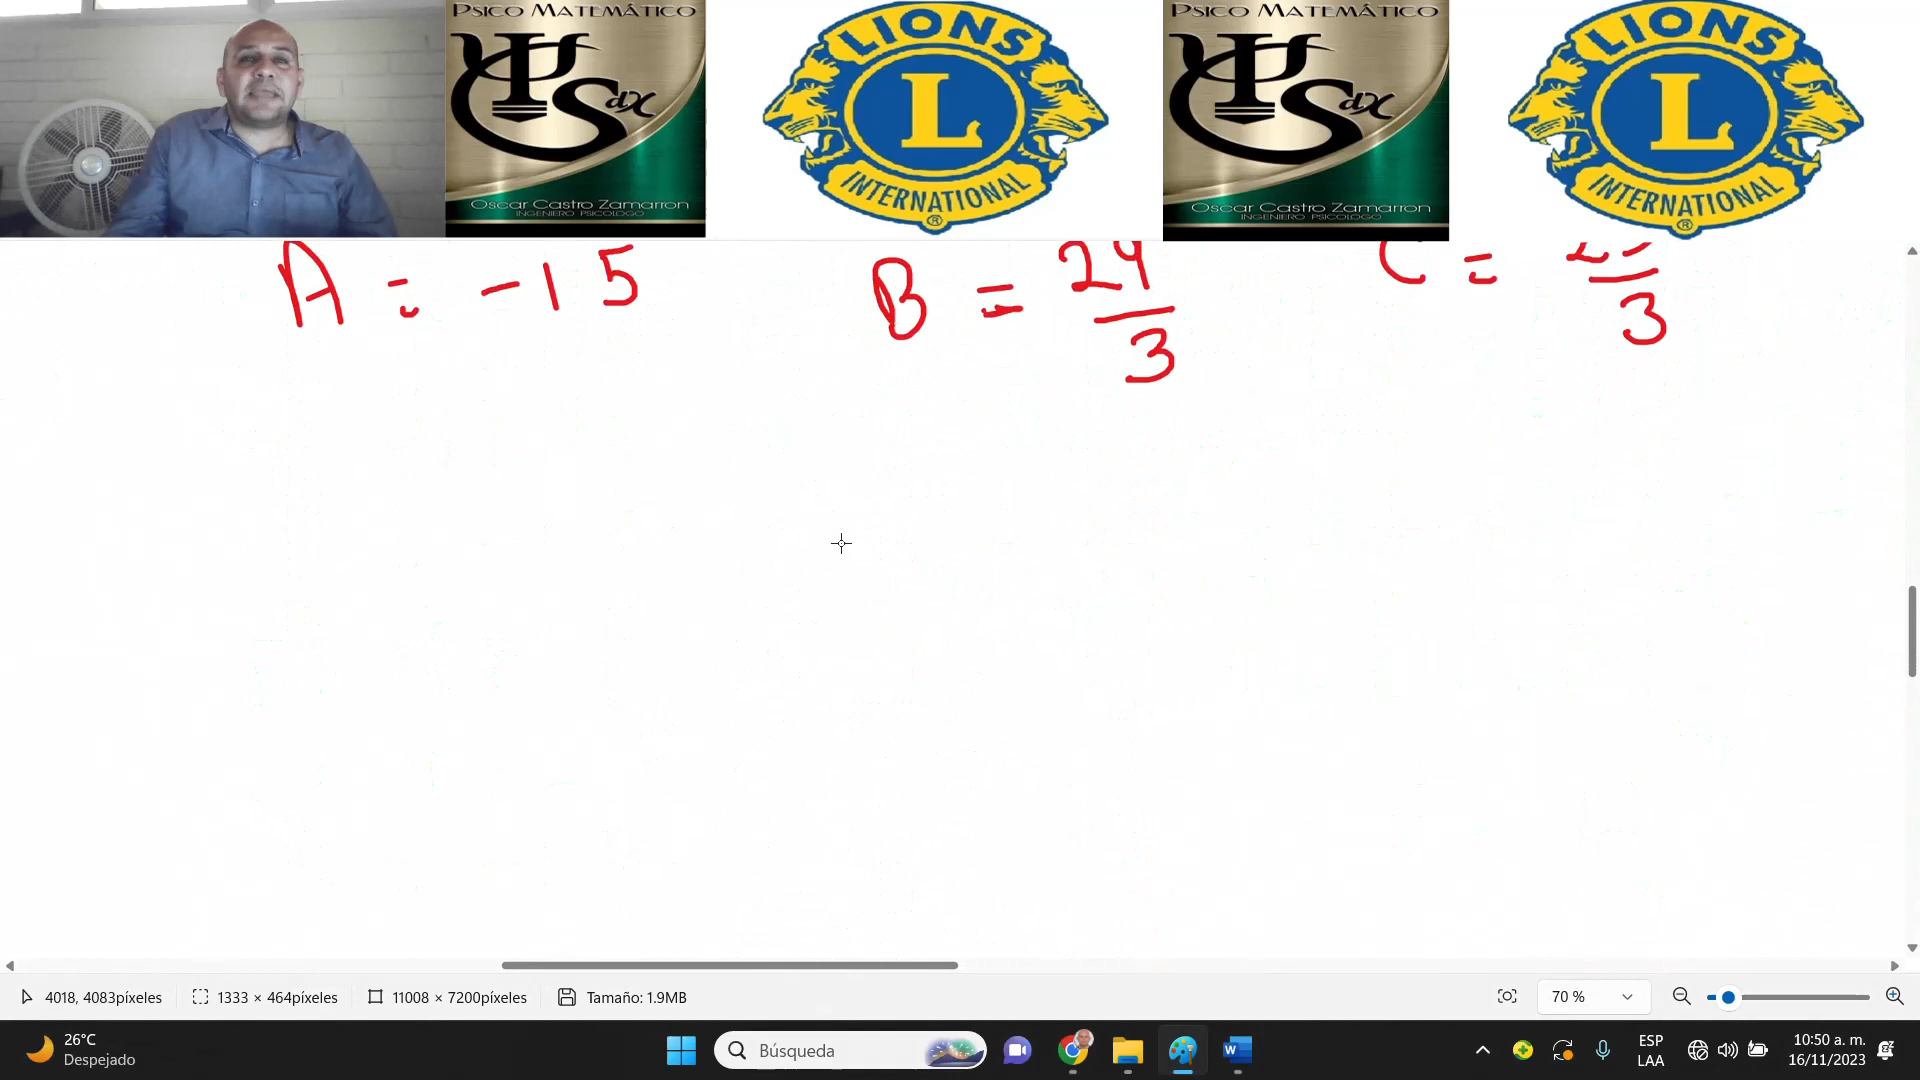 PSICO MATEMÁTICO
dx
Oscar Castro Zamarron
INGENIERO PSICOLOGO
LIONS
L
INTERNATIONAL
®
PSICO MATEMÁTICO
dx
Oscar Castro Zamarron
INGENIERO PSICOLOGO
LIONS
L
INTERNATIONAL
®
A = -15
B = 24/3
C =
3
4018, 4083píxeles
1333 × 464píxeles
11008 × 7200píxeles
Tamaño: 1.9MB
70 %
26°C
Despejado
Búsqueda
W
ESP
LAA
10:50 a. m.
16/11/2023